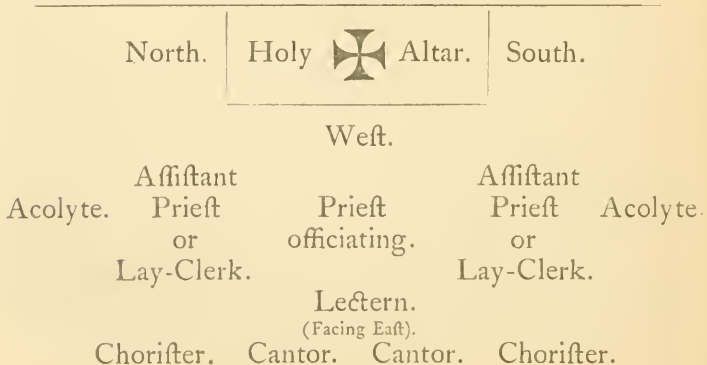 North. Holy ✠ Altar. South.
Weſt.
Aſſiſtant Aſſiſtant
Acolyte. Prieſt Prieſt Prieſt Acolyte.
or officiating. or
Lay-Clerk. Lay-Clerk.
Lectern.
(Facing Eaſt).
Choriſter. Cantor. Cantor. Choriſter.